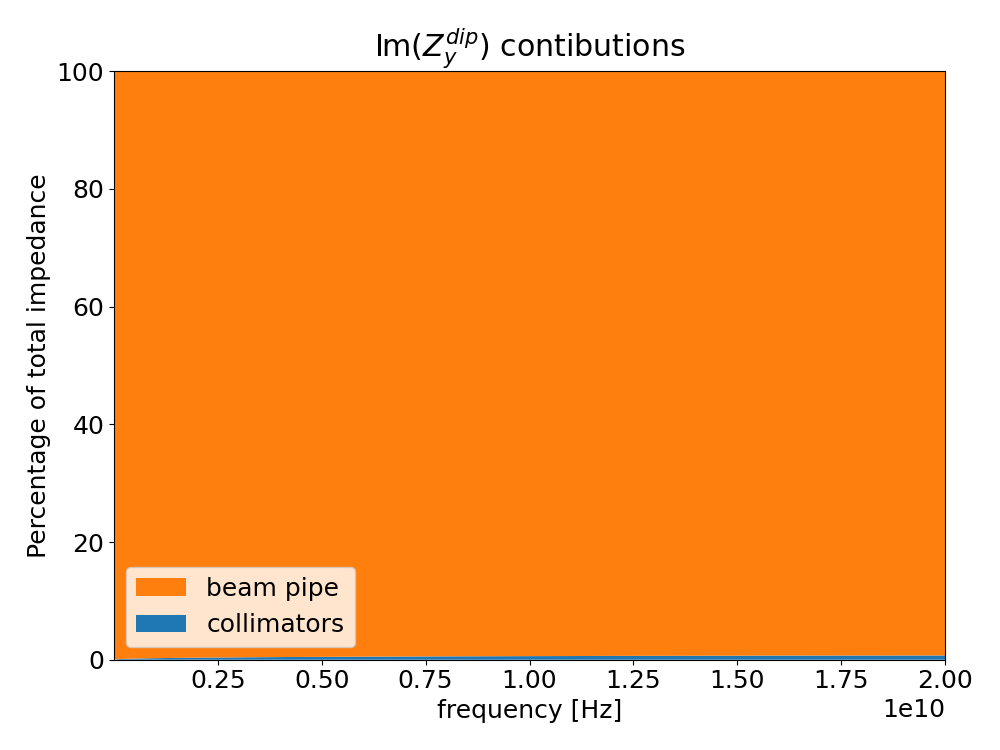 Im(Z_y^{dip}) contibutions
Percentage of total impedance
100
80
60
40
20
0
beam pipe
collimators
0.25 0.50 0.75 1.00 1.25 1.50 1.75 2.00
frequency [Hz]
1e10